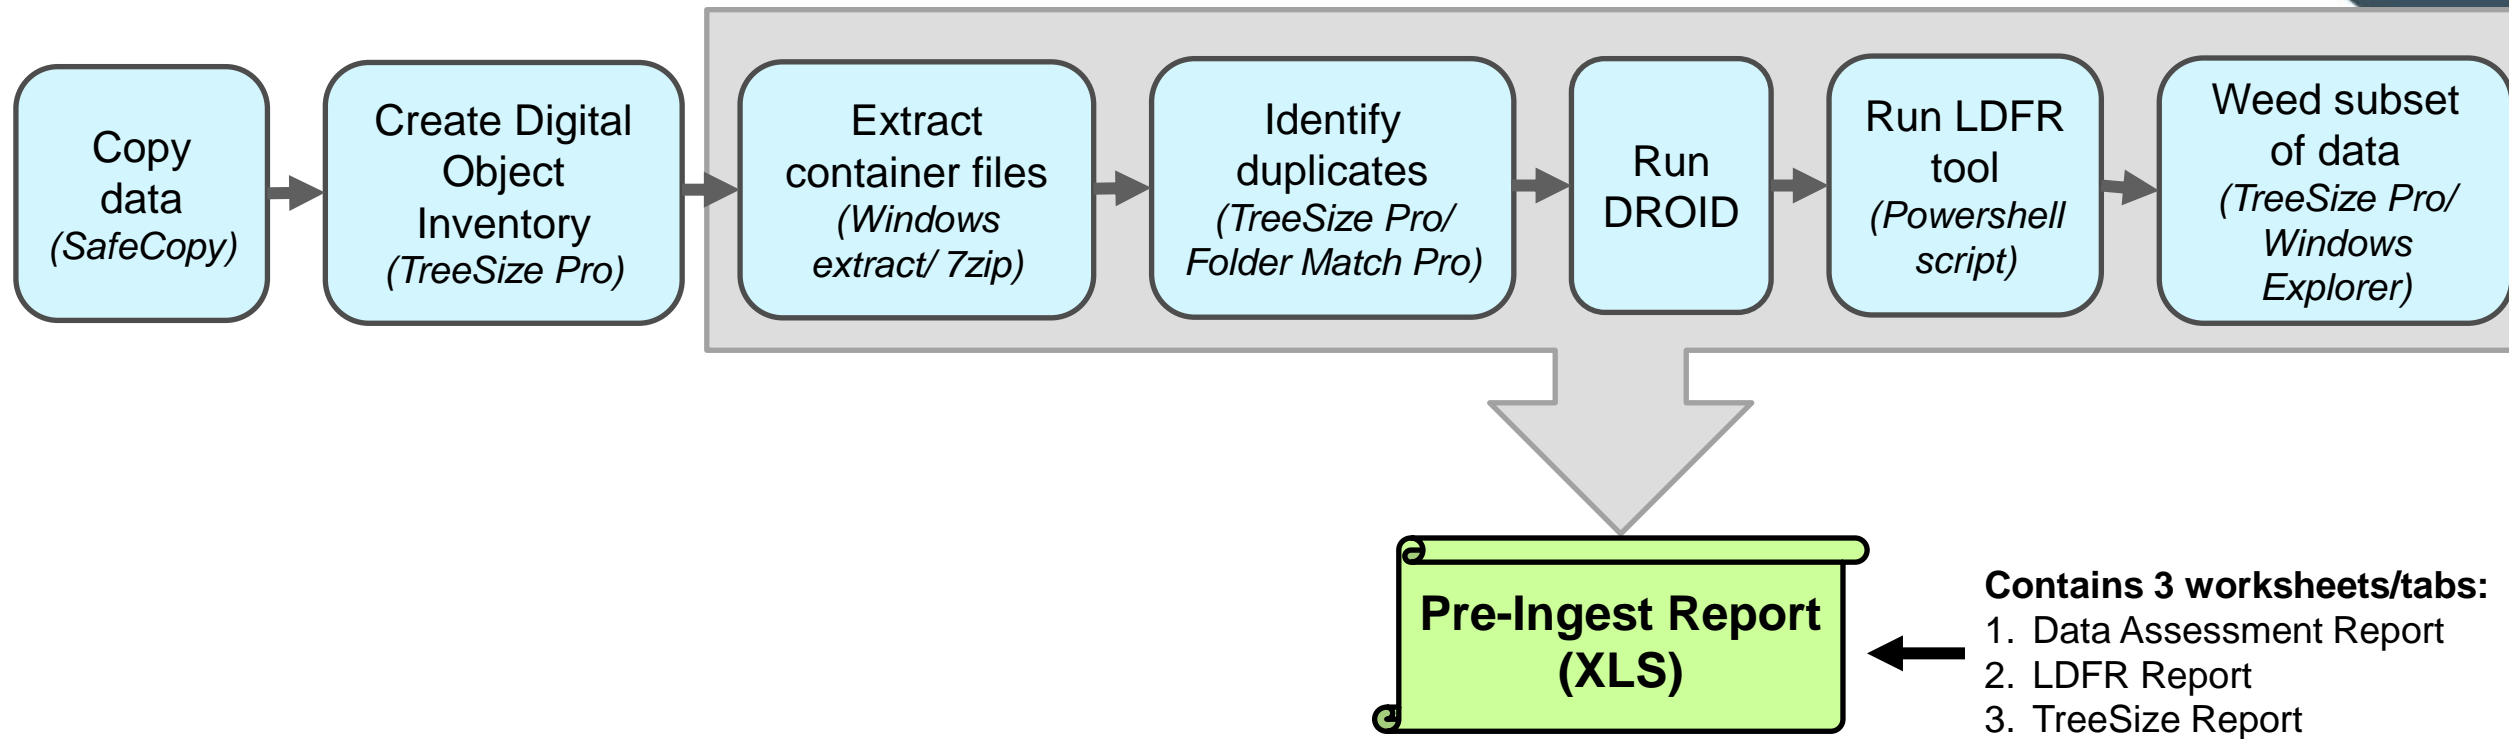 Copy
data
(SafeCopy)
Create Digital
Object
Inventory
(TreeSize Pro)
Extract
container files
(Windows
extract/ 7zip)
Identify
duplicates
(TreeSize Pro/
Folder Match Pro)
Run
DROID
Run LDFR
tool
(Powershell
script)
Weed subset
of data
(TreeSize Pro/
Windows
Explorer)
Pre-Ingest Report
(XLS)
Contains 3 worksheets/tabs:
1. Data Assessment Report
2. LDFR Report
3. TreeSize Report